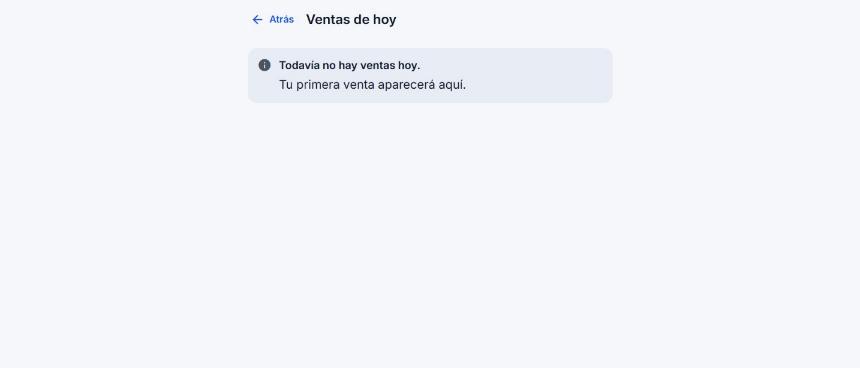 Atrás Ventas de hoy
Todavía no hay ventas hoy.
Tu primera venta aparecerá aquí.